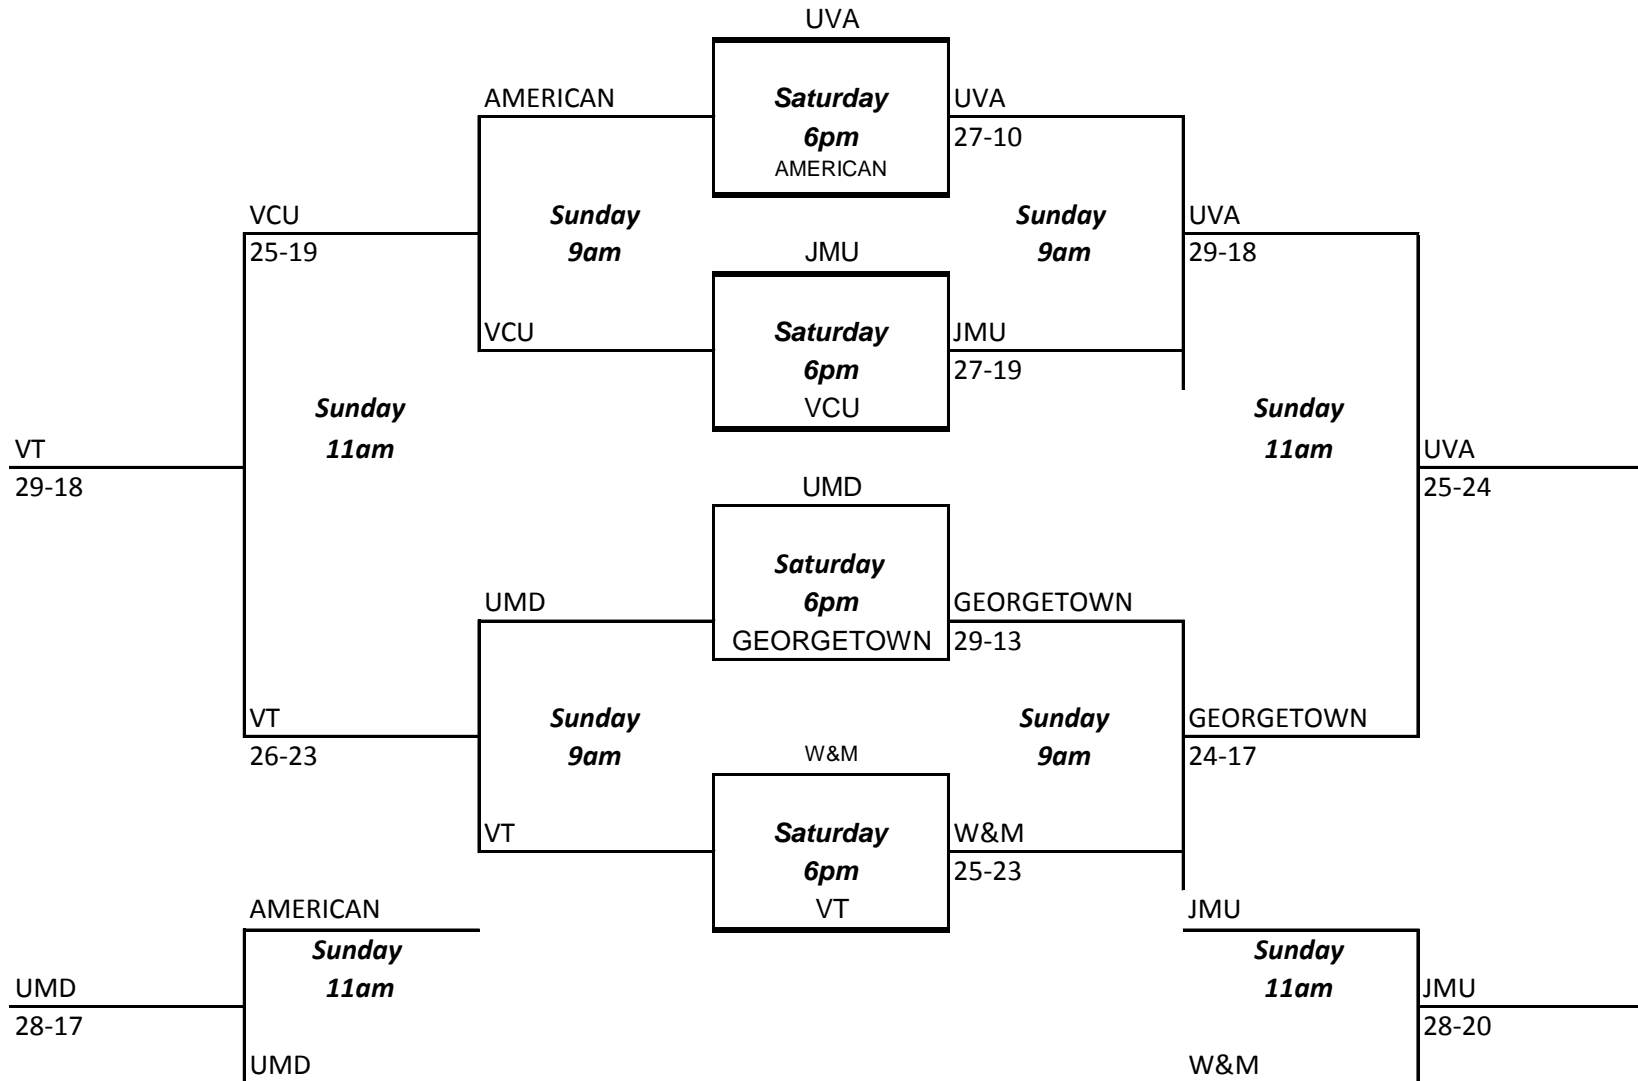 UVA
AMERICAN
Saturday
UVA
6pm
27-10
AMERICAN
VCU
Sunday
Sunday
UVA
25-19
9am
JMU
9am
29-18
VCU
Saturday
JMU
6pm
27-19
Sunday
VCU
Sunday
VT
11am
11am
UVA
29-18
UMD
25-24
Saturday
UMD
6pm
GEORGETOWN
GEORGETOWN
29-13
VT
Sunday
Sunday
GEORGETOWN
26-23
9am
W&M
9am
24-17
VT
Saturday
W&M
6pm
25-23
AMERICAN
VT
JMU
Sunday
Sunday
UMD
11am
11am
JMU
28-17
28-20
UMD
W&M